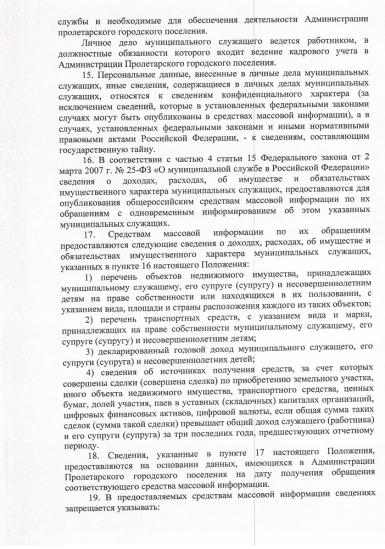 службы и необходимые для обеспечения деятельности Администрации
пролетарского городского поселения.
Личное дело муниципального служащего ведется работником, в
должностные обязанности которого входит ведение кадрового учета в
Администрации Пролетарского городского поселения.
15. Персональные данные, внесенные в личные дела муниципальных
служащих, иные сведения, содержащиеся в личных делах муниципальных
служащих, относятся к сведениям конфиденциального характера (за
исключением сведений, которые в установленных федеральными законами
случаях могут быть опубликованы в средствах массовой информации), а в
случаях, установленных федеральными законами и иными нормативными
правовыми актами Российской Федерации, - к сведениям, составляющим
государственную тайну.
16. В соответствии с частью 4 статьи 15 Федерального закона от 2
марта 2007 г. № 25-ФЗ «О муниципальной службе в Российской Федерации»
сведения о доходах, расходах, об имуществе и обязательствах
имущественного характера муниципальных служащих, предоставляются для
опубликования общероссийским средствам массовой информации по их
обращениям с одновременным информированием об этом указанных
муниципальных служащих.
17. Средствам массовой информации по их обращениям
предоставляются следующие сведения о доходах, расходах, об имуществе и
обязательствах имущественного характера муниципальных служащих,
указанных в пункте 16 настоящего Положения:
1) перечень объектов недвижимого имущества, принадлежащих
муниципальному служащему, его супруге (супругу) и несовершеннолетним
детям на праве собственности или находящихся в их пользовании, с
указанием вида, площади и страны расположения каждого из таких объектов;
2) перечень транспортных средств, с указанием вида и марки,
принадлежащих на праве собственности муниципальному служащему, его
супруге (супругу) и несовершеннолетним детям;
3) декларированный годовой доход муниципального служащего, его
супруги (супруга) и несовершеннолетних детей;
4) сведения об источниках получения средств, за счет которых
совершены сделки (совершена сделка) по приобретению земельного участка,
иного объекта недвижимого имущества, транспортного средства, ценных
бумаг, долей участия, паев в уставных (складочных) капиталах организаций,
цифровых финансовых активов, цифровой валюты, если общая сумма таких
сделок (сумма такой сделки) превышает общий доход служащего (работника)
и его супруги (супруга) за три последних года, предшествующих отчетному
периоду.
18. Сведения, указанные в пункте 17 настоящего Положения,
предоставляются на основании данных, имеющихся в Администрации
Пролетарского городского поселения на дату получения обращения
соответствующего средства массовой информации.
19. В предоставляемых средствам массовой информации сведениях
запрещается указывать: